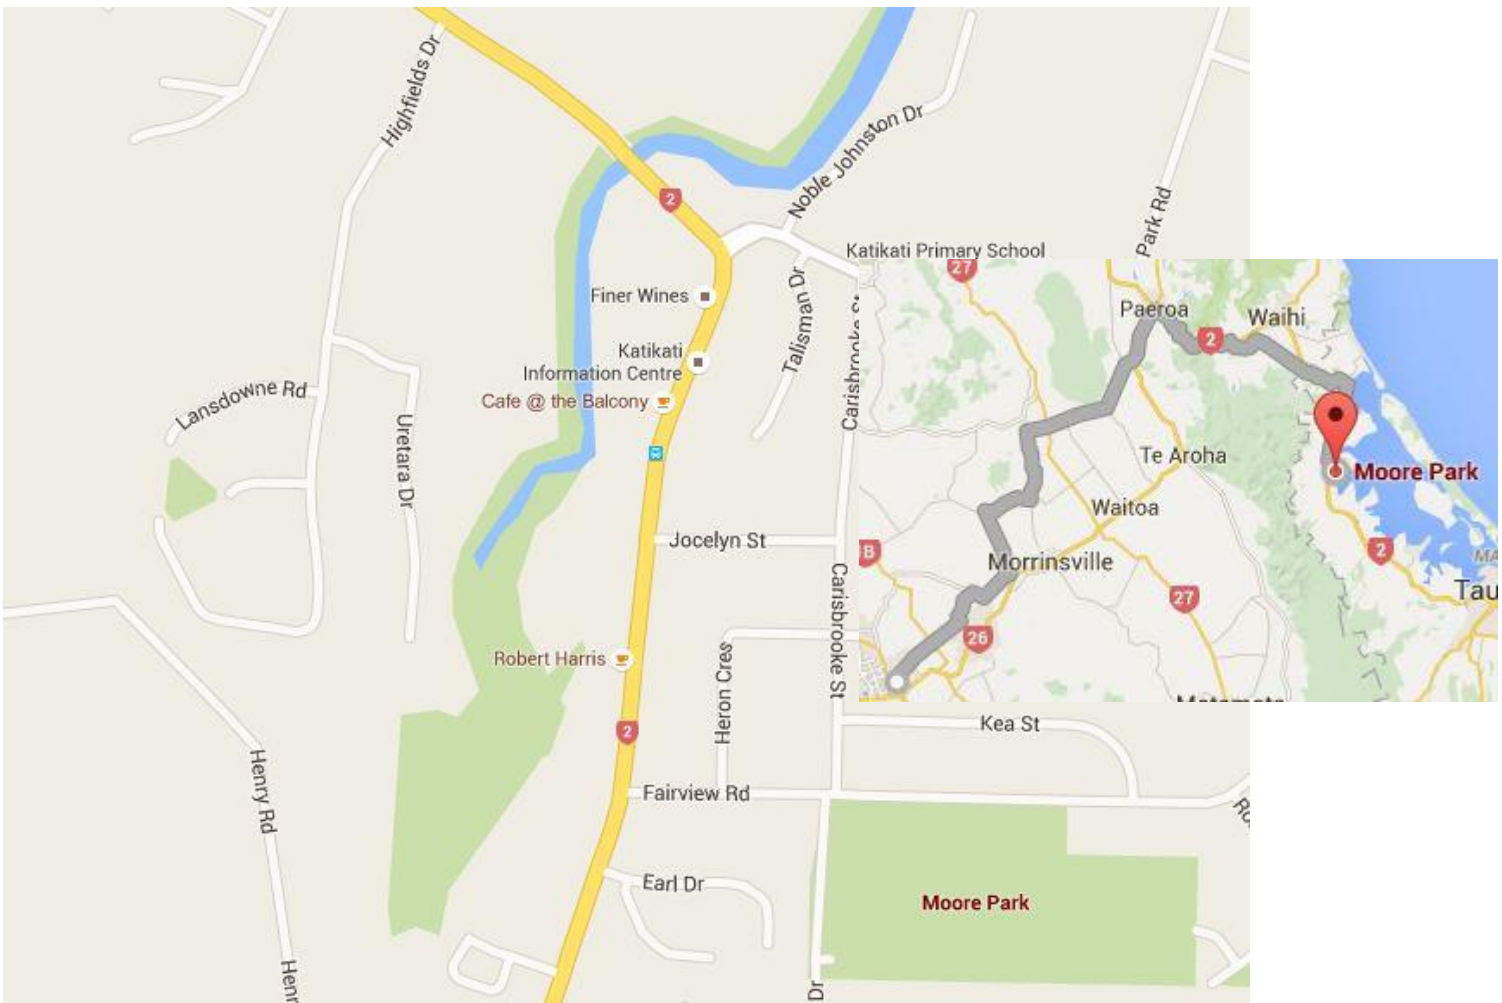 Highfields Dr
2
Noble Johnston Dr
Park Rd
Katikati Primary School
Finer Wines
Talisman Dr
Katikati
Information Centre
Cafe @ the Balcony
Carisbrooke St
Lansdowne Rd
Uretara Dr
Jocelyn St
Carisbrooke St
Robert Harris
Heron Cres
2
Kea St
Henry Rd
Fairview Rd
Earl Dr
Moore Park
Dr
27
Paeroa
Waihi
2
Te Aroha
Moore Park
Waitoa
Morrinsville
2
27
26